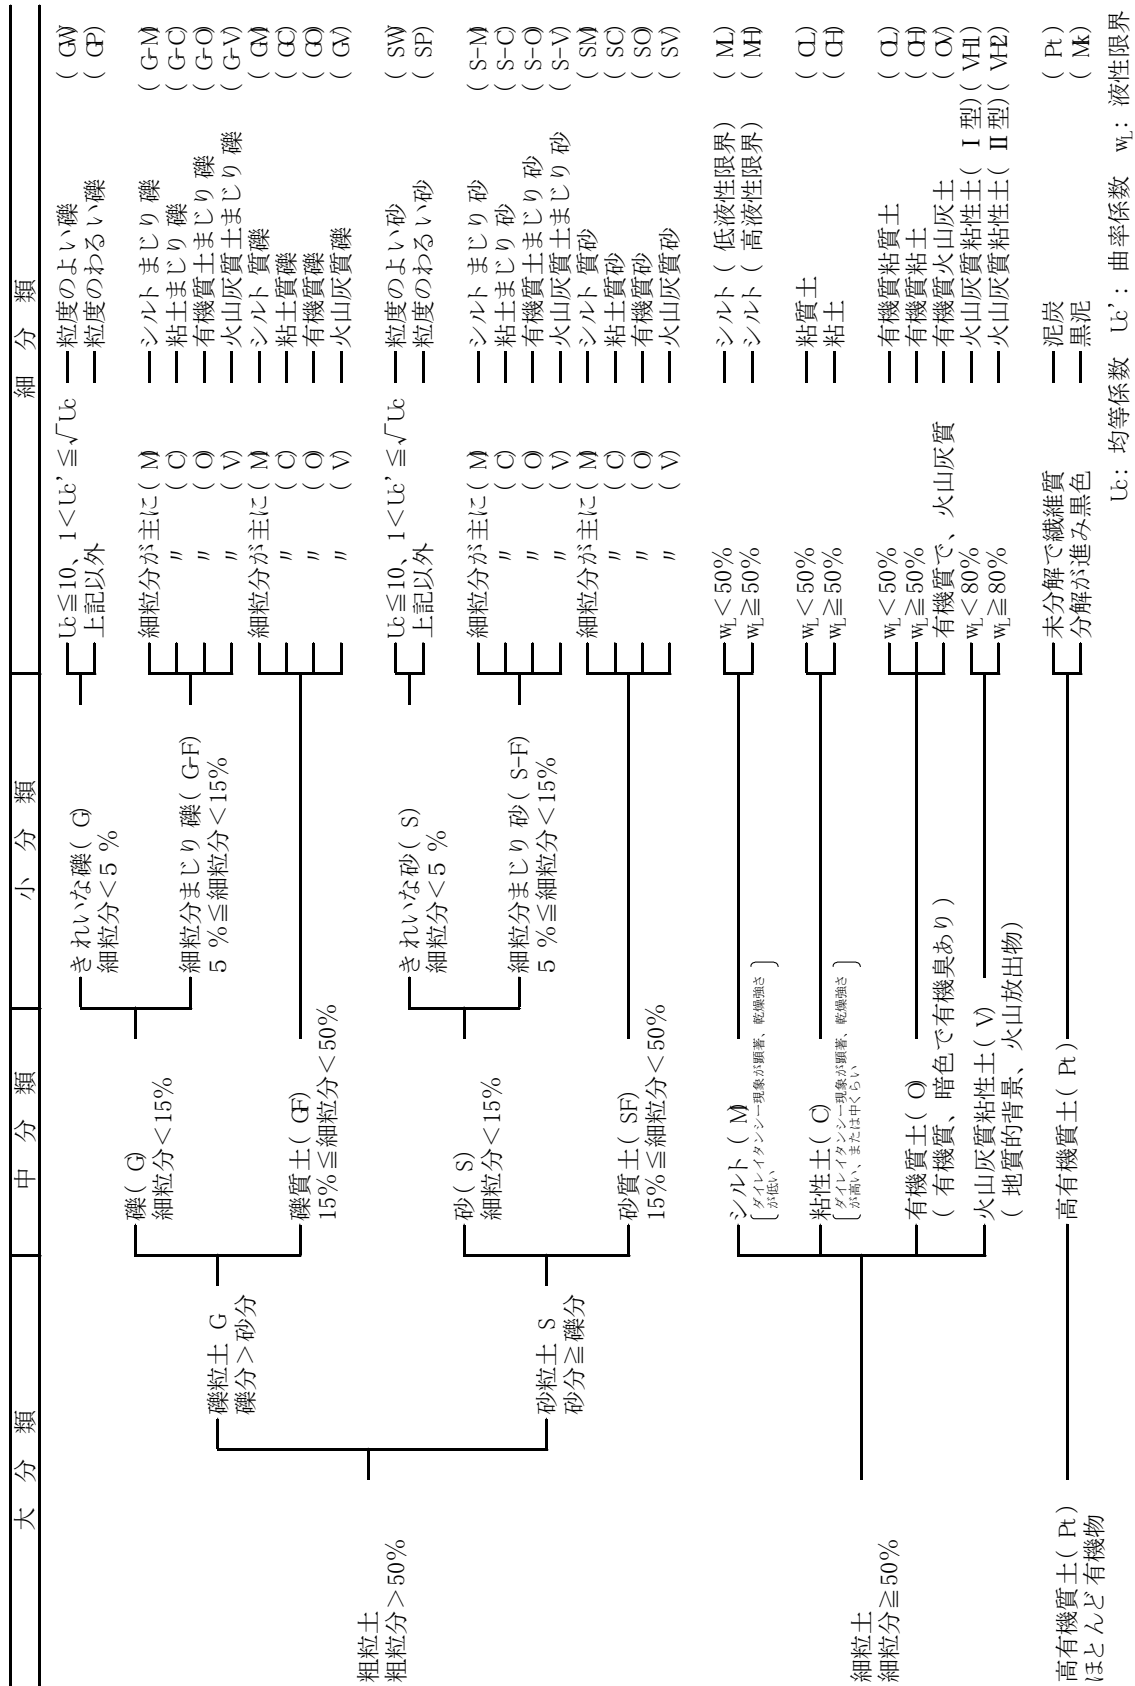 大 分 類
中 分 類
小 分 類
細 分 類
粗粒土
粗粒分＞50％
礫粒土 G
礫分＞砂分
礫( G)
細粒分＜15％
きれいな礫( G)
細粒分＜5 ％
Uc≦10、1＜Uc’≦√Uc
粒度のよい礫
( GW)
上記以外
粒度のわるい礫
( GP)
細粒分まじり礫( G-F)
5 ％≦細粒分＜15％
細粒分が主に( M)
シルトまじり礫
( G-M)
〃
( C)
粘土まじり礫
( G-C)
〃
( O)
有機質土まじり礫
( G-O)
〃
( V)
火山灰質土まじり礫
( G-V)
礫質土( GF)
15％≦細粒分＜50％
細粒分が主に( M)
シルト質礫
( GM)
〃
( C)
粘土質礫
( GC)
〃
( O)
有機質礫
( GO)
〃
( V)
火山灰質礫
( GV)
砂粒土 S
砂分≧礫分
砂( S)
細粒分＜15％
きれいな砂( S)
細粒分＜5 ％
Uc≦10、1＜Uc’≦√Uc
粒度のよい砂
( SW)
上記以外
粒度のわるい砂
( SP)
細粒分まじり砂( S-F)
5 ％≦細粒分＜15％
細粒分が主に( M)
シルトまじり砂
( S-M)
〃
( C)
粘土まじり砂
( S-C)
〃
( O)
有機質土まじり砂
( S-O)
〃
( V)
火山灰質土まじり砂
( S-V)
砂質土( SF)
15％≦細粒分＜50％
細粒分が主に( M)
シルト質砂
( SM)
〃
( C)
粘土質砂
( SC)
〃
( O)
有機質砂
( SO)
〃
( V)
火山灰質砂
( SV)
細粒土
細粒分≧50％
シルト( M)
ダイレイタンシー現象が顕著、乾燥強さ
が低い
wL＜50％
シルト( 低液性限界)
( ML)
wL≧50％
シルト( 高液性限界)
( MH)
粘性土( C)
ダイレイタンシー現象が顕著、乾燥強さ
が高い、または中くらい
wL＜50％
粘質土
( CL)
wL≧50％
粘土
( CH)
有機質土( O)
( 有機質、暗色で有機臭あり)
wL＜50％
有機質粘質土
( OL)
wL≧50％
有機質粘土
( OH)
有機質で、火山灰質
有機質火山灰土
( OV)
火山灰質粘性土( V)
( 地質的背景、火山放出物)
wL＜80％
火山灰質粘性土( Ⅰ型)( VH1)
wL≧80％
火山灰質粘性土( Ⅱ型)( VH2)
高有機質土( Pt)
ほとんど有機物
高有機質土( Pt)
未分解で繊維質
泥炭
( Pt)
分解が進み黒色
黒泥
( Mk)
Uc：均等係数 Uc’：曲率係数 wL：液性限界